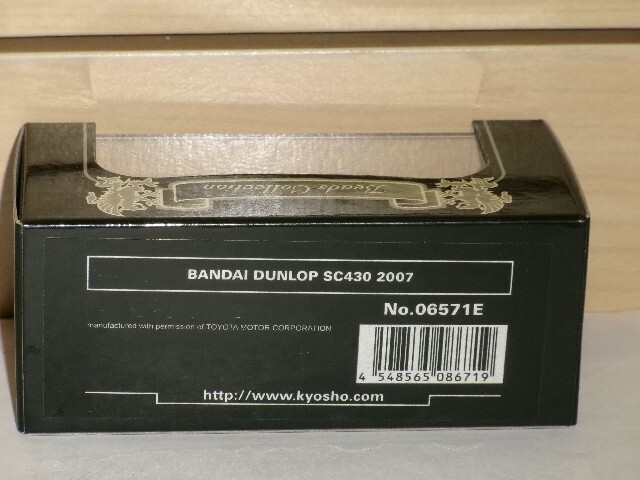 Beads Collection
BANDAI DUNLOP SC430 2007
No.06571E
manufactured with permission of TOYOTA MOTOR CORPORATION
4 548565 086719
http://www.kyosho.com